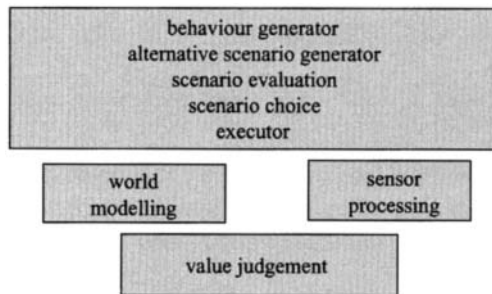 behaviour generator
alternative scenario generator
scenario evaluation
scenario choice
executor
world
modelling
sensor
processing
value judgement